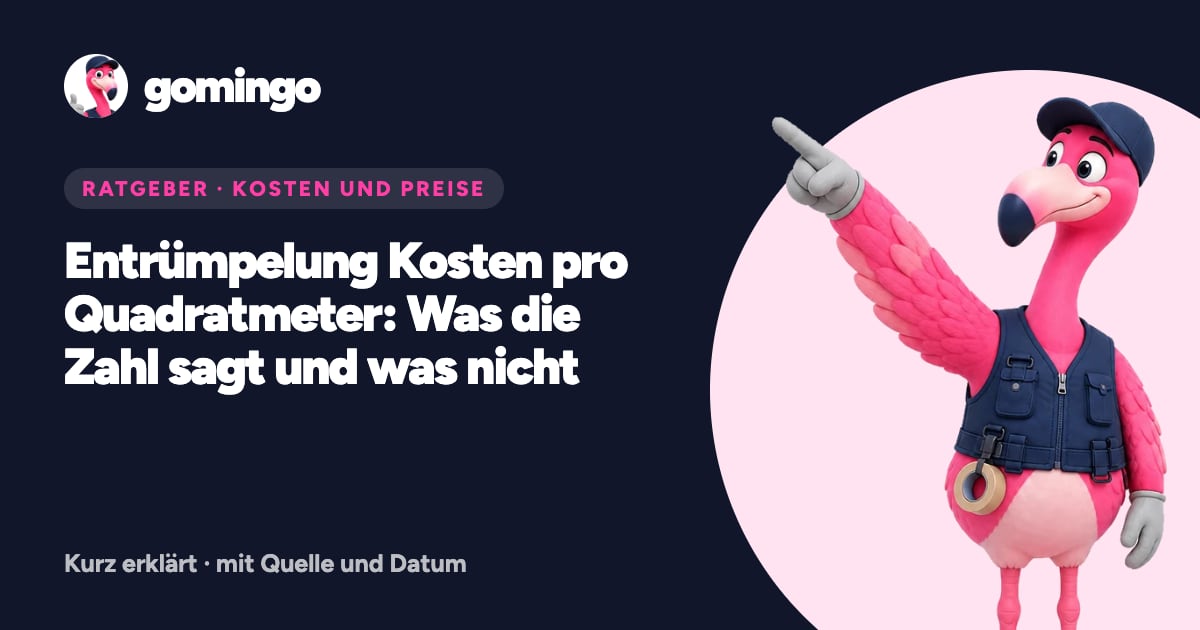 gomingo
RATGEBER · KOSTEN UND PREISE
Entrümpelung Kosten pro
Quadratmeter: Was die
Zahl sagt und was nicht
Kurz erklärt · mit Quelle und Datum